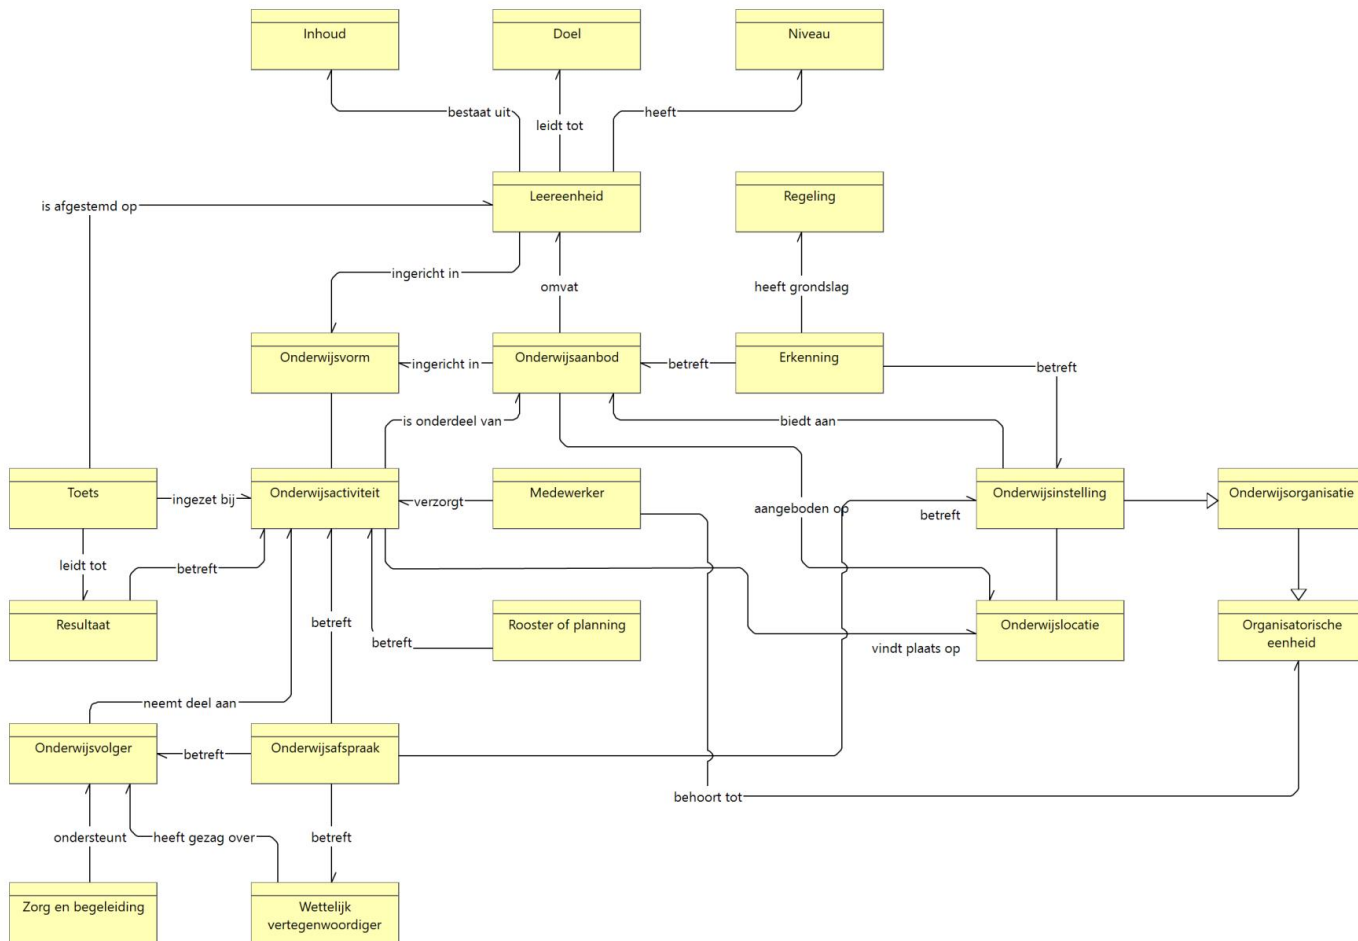 Inhoud
Doel
Niveau
bestaat uit
leidt tot
heeft
is afgestemd op
Leereenheid
Regeling
ingericht in
omvat
heeft grondslag
Onderwijsvorm
ingericht in
Onderwijsaanbod
betreft
Erkenning
betreft
is onderdeel van
biedt aan
Toets
ingezet bij
Onderwijsactiviteit
verzorgt
Medewerker
aangeboden op
betreft
Onderwijsinstelling
Onderwijsorganisatie
leidt tot
betreft
Resultaat
betreft
betreft
Rooster of planning
vindt plaats op
Onderwijslocatie
Organisatorische
eenheid
neemt deel aan
Onderwijsvolger
betreft
Onderwijsafspraak
behoort tot
ondersteunt
heeft gezag over
betreft
Zorg en begeleiding
Wettelijk
vertegenwoordiger